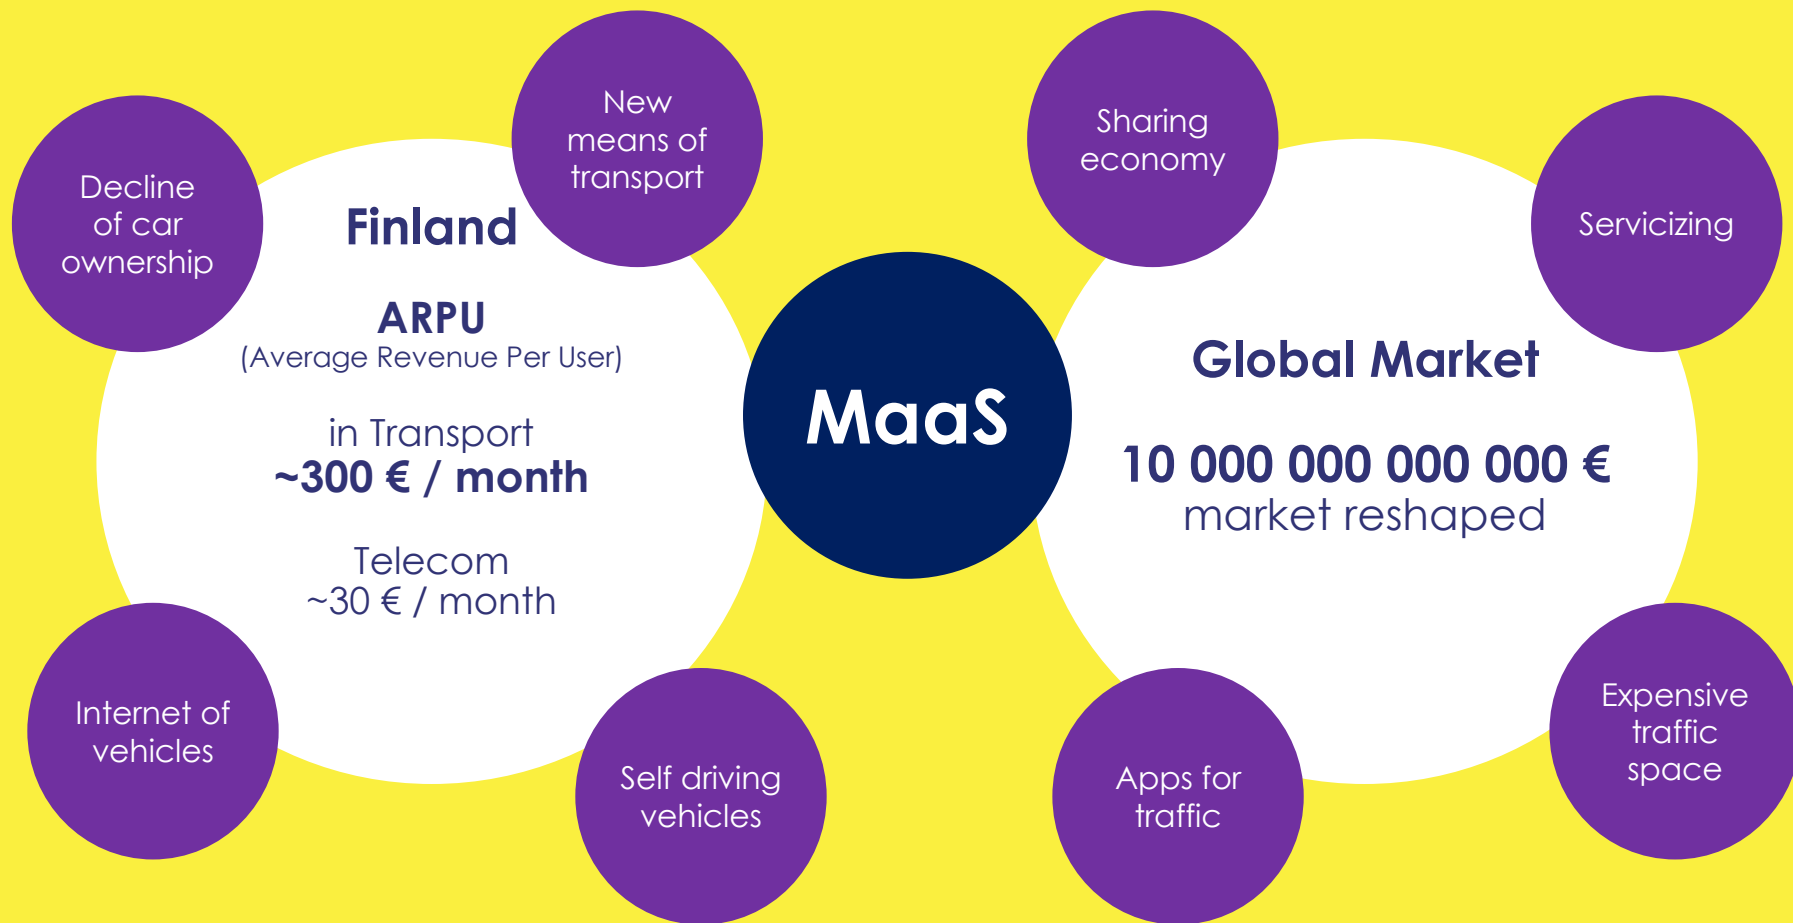 Decline
of car
ownership
New
means of
transport
Finland
ARPU
(Average Revenue Per User)
in Transport
~300 € / month
Telecom
~30 € / month
Internet of
vehicles
Self driving
vehicles
MaaS
Sharing
economy
Servicizing
Global Market
10 000 000 000 000 €
market reshaped
Apps for
traffic
Expensive
traffic
space